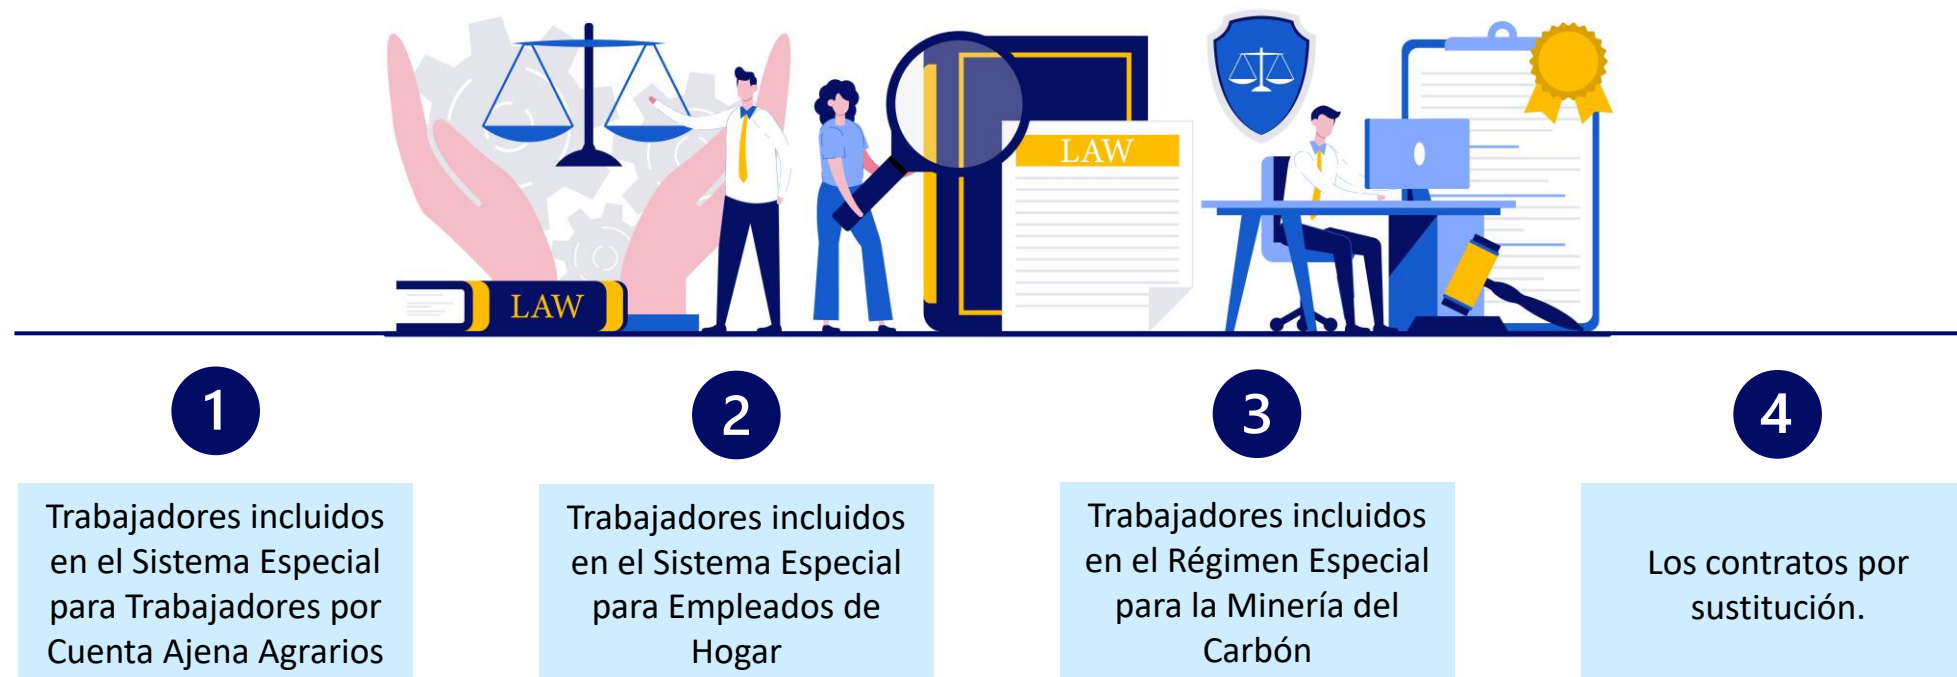 LAW
LAW
1
Trabajadores incluidos
en el Sistema Especial
para Trabajadores por
Cuenta Ajena Agrarios
2
Trabajadores incluidos
en el Sistema Especial
para Empleados de
Hogar
3
Trabajadores incluidos
en el Régimen Especial
para la Minería del
Carbón
4
Los contratos por
sustitución.